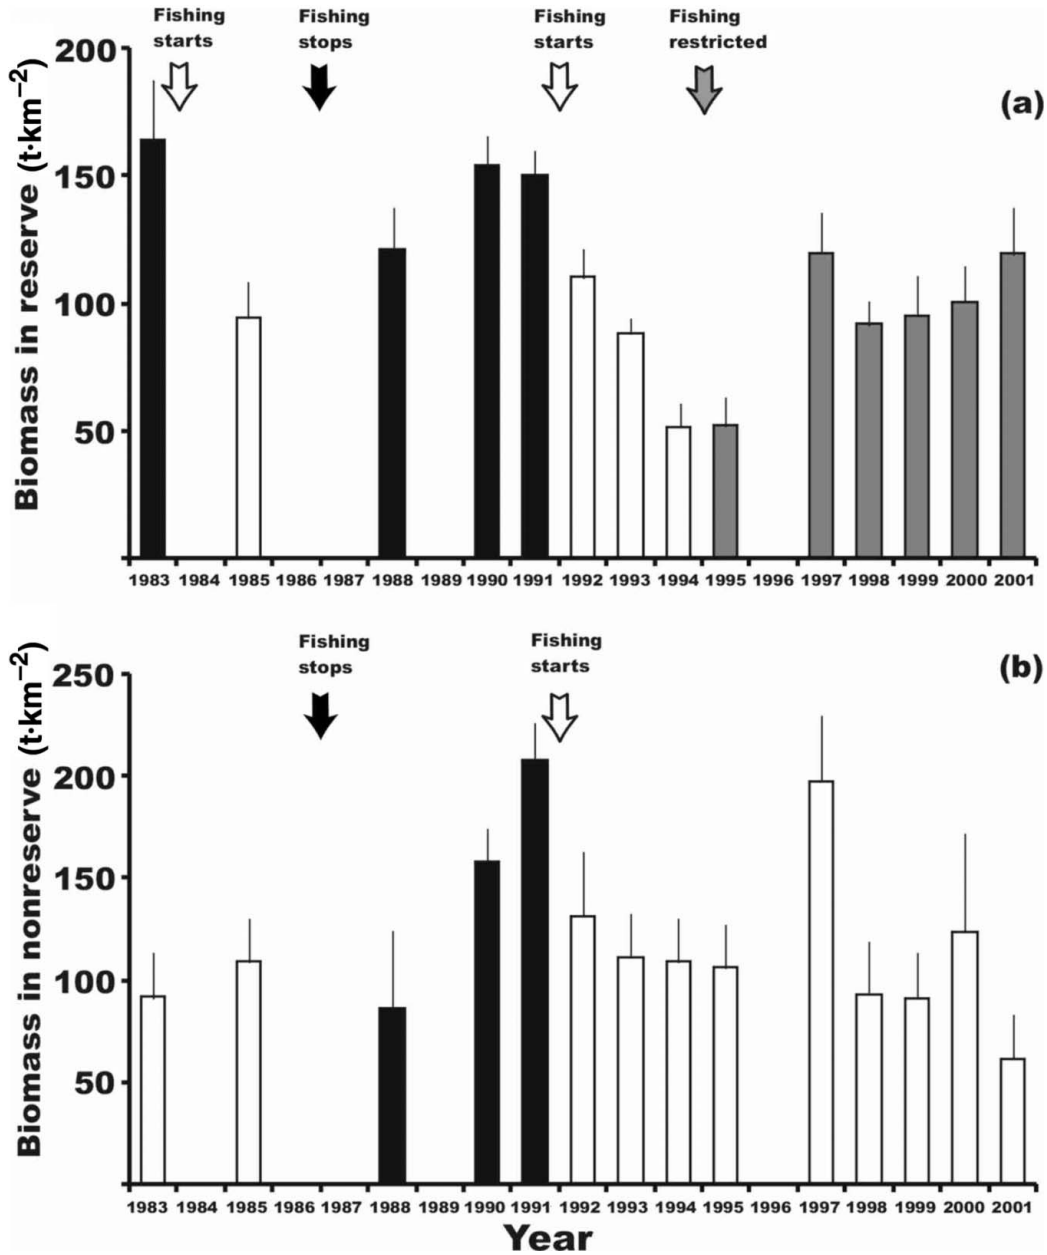 Fishing starts
Fishing stops
Fishing starts
Fishing restricted
(a)
Biomass in reserve (t·km−2)
200
150
100
50
1983 1984 1985 1986 1987 1988 1989 1990 1991 1992 1993 1994 1995 1996 1997 1998 1999 2000 2001
Fishing stops
Fishing starts
(b)
Biomass in nonreserve (t·km−2)
250
200
150
100
50
1983 1984 1985 1986 1987 1988 1989 1990 1991 1992 1993 1994 1995 1996 1997 1998 1999 2000 2001
Year